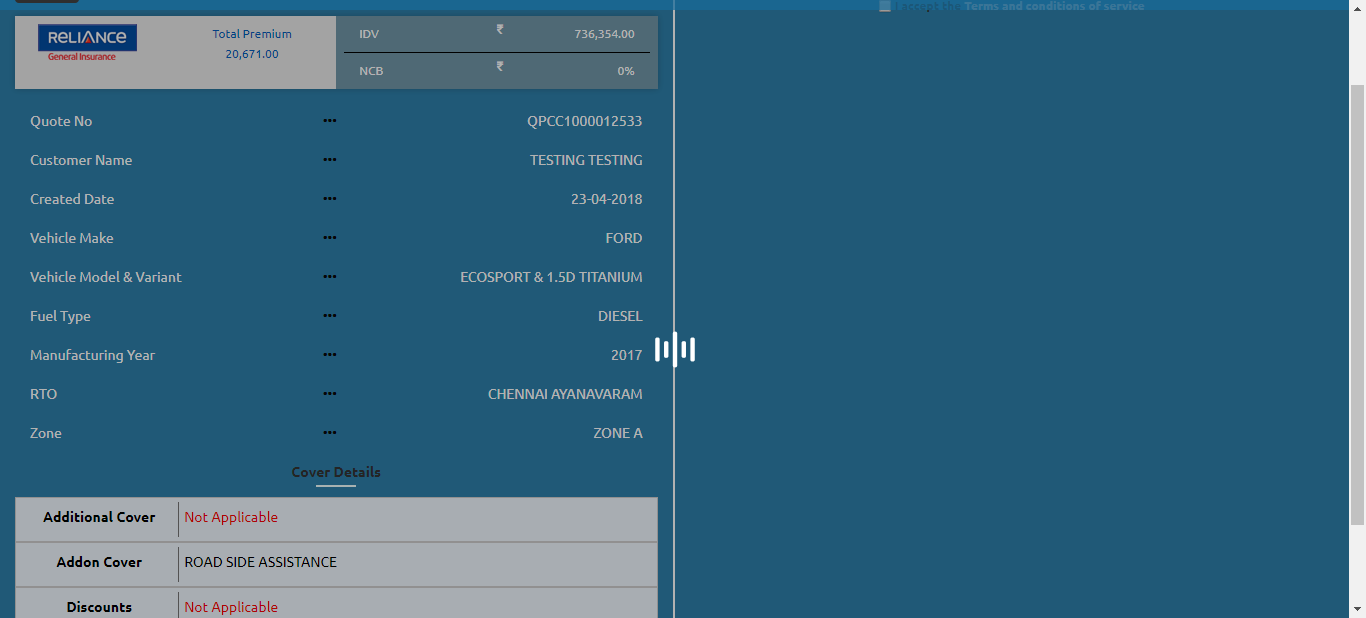 I accept the Terms and conditions of service
RELIANCE
General Insurance
Total Premium
20,671.00
IDV ₹ 736,354.00
NCB ₹ 0%
Quote No ••• QPCC1000012533
Customer Name ••• TESTING TESTING
Created Date ••• 23-04-2018
Vehicle Make ••• FORD
Vehicle Model & Variant ••• ECOSPORT & 1.5D TITANIUM
Fuel Type ••• DIESEL
Manufacturing Year ••• 2017
RTO ••• CHENNAI AYANAVARAM
Zone ••• ZONE A
Cover Details
Additional Cover Not Applicable
Addon Cover ROAD SIDE ASSISTANCE
Discounts Not Applicable